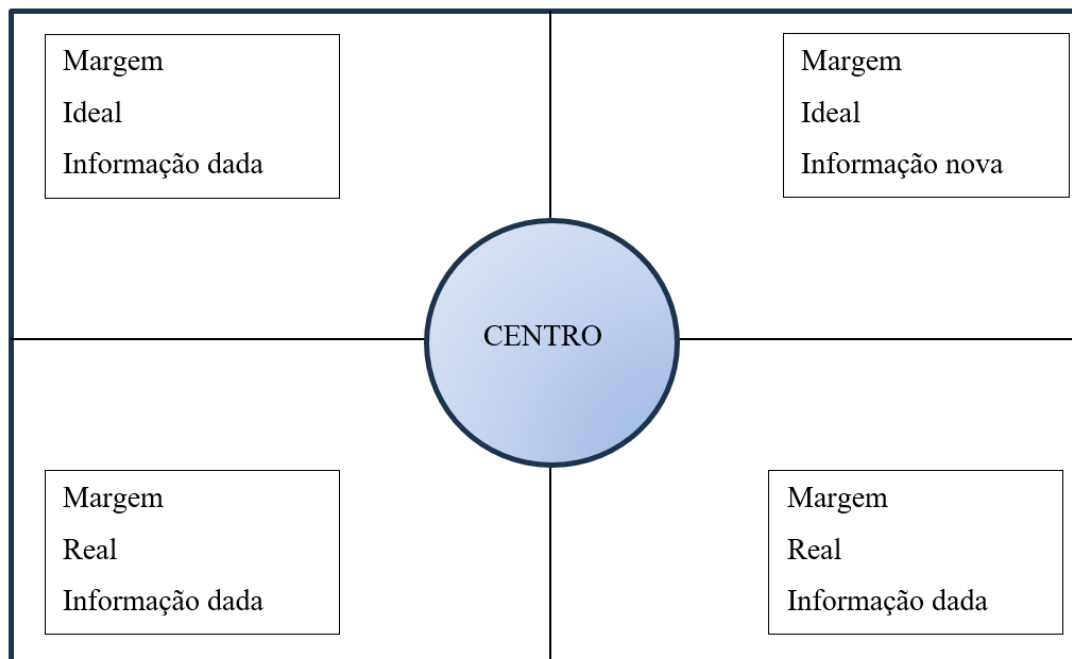 Margem
Ideal
Informação dada
Margem
Ideal
Informação nova
CENTRO
Margem
Real
Informação dada
Margem
Real
Informação dada